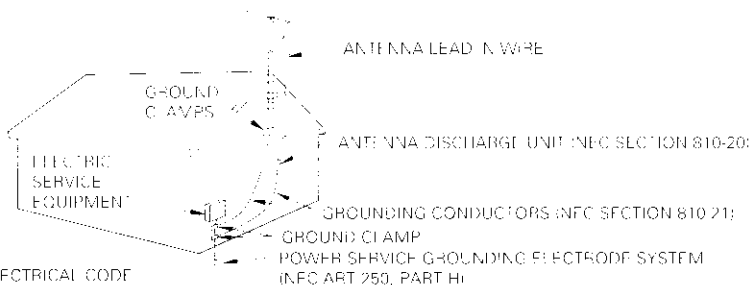 ANTENNA LEAD IN WIRE
GROUND
CLAMPS
ANTENNA DISCHARGE UNIT (NEC SECTION 810-20)
ELECTRIC
SERVICE
EQUIPMENT
GROUNDING CONDUCTORS (NEC SECTION 810 21)
GROUND CLAMP
POWER SERVICE GROUNDING ELECTRODE SYSTEM
(NEC ART 250, PART H)
ECTRICAL CODE